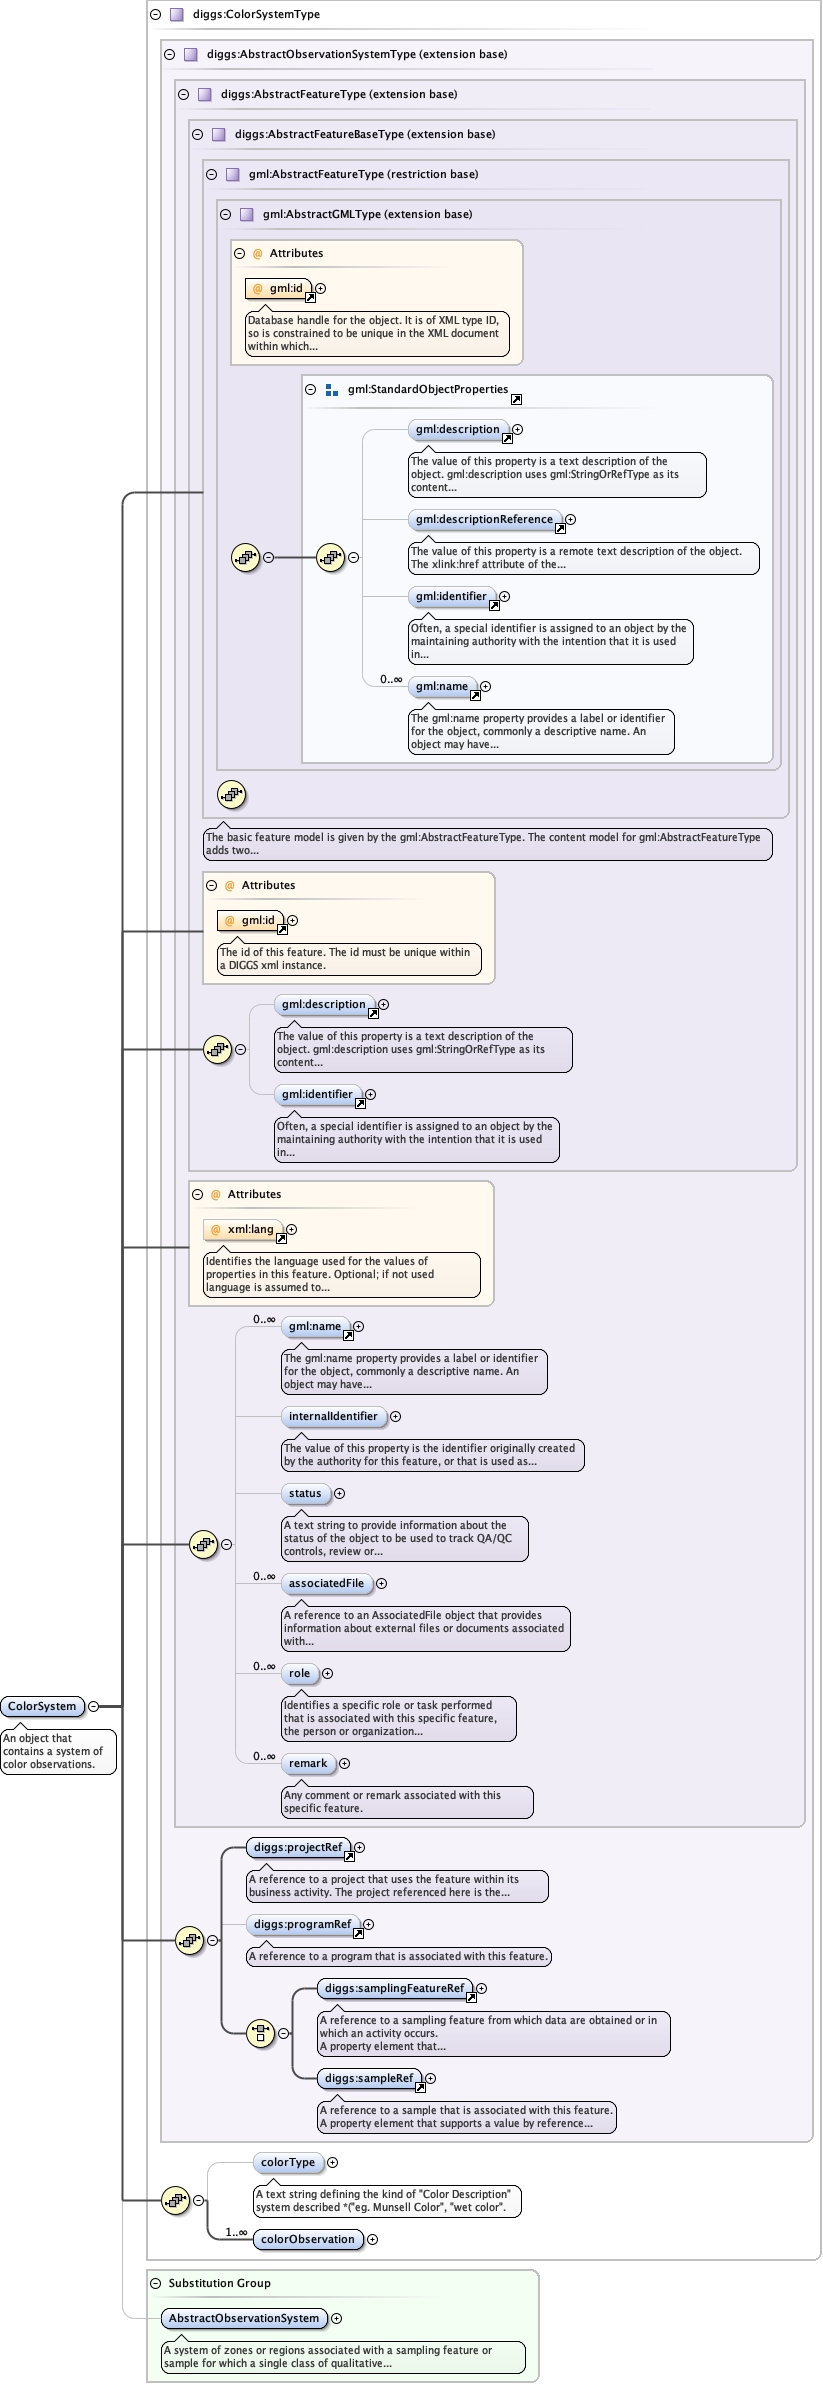 diggs:ColorSystemType
diggs:AbstractObservationSystemType (extension base)
diggs:AbstractFeatureType (extension base)
diggs:AbstractFeatureBaseType (extension base)
gml:AbstractFeatureType (restriction base)
gml:AbstractGMLType (extension base)
@ Attributes
@ gml:id
Database handle for the object. It is of XML type ID,
so is constrained to be unique in the XML document
within which...
gml:StandardObjectProperties
gml:description
The value of this property is a text description of the
object. gml:description uses gml:StringOrRefType as its
content...
gml:descriptionReference
The value of this property is a remote text description of the object.
The xlink:href attribute of the...
gml:identifier
Often, a special identifier is assigned to an object by the
maintaining authority with the intention that it is used
in...
0..∞
gml:name
The gml:name property provides a label or identifier
for the object, commonly a descriptive name. An
object may have...
The basic feature model is given by the gml:AbstractFeatureType. The content model for gml:AbstractFeatureType
adds two...
@ Attributes
@ gml:id
The id of this feature. The id must be unique within
a DIGGS xml instance.
gml:description
The value of this property is a text description of the
object. gml:description uses gml:StringOrRefType as its
content...
gml:identifier
Often, a special identifier is assigned to an object by the
maintaining authority with the intention that it is used
in...
@ Attributes
@ xml:lang
Identifies the language used for the values of
properties in this feature. Optional; if not used
language is assumed to...
0..∞
gml:name
The gml:name property provides a label or identifier
for the object, commonly a descriptive name. An
object may have...
internalIdentifier
The value of this property is the identifier originally created
by the authority for this feature, or that is used as...
status
A text string to provide information about the
status of the object to be used to track QA/QC
controls, review or...
0..∞
associatedFile
A reference to an AssociatedFile object that provides
information about external files or documents associated
with...
0..∞
role
Identifies a specific role or task performed
that is associated with this specific feature,
the person or organization...
ColorSystem
An object that
contains a system of
color observations.
0..∞
remark
Any comment or remark associated with this
specific feature.
diggs:projectRef
A reference to a project that uses the feature within its
business activity. The project referenced here is the...
diggs:programRef
A reference to a program that is associated with this feature.
diggs:samplingFeatureRef
A reference to a sampling feature from which data are obtained or in
which an activity occurs.
A property element that...
diggs:sampleRef
A reference to a sample that is associated with this feature.
A property element that supports a value by reference...
colorType
A text string defining the kind of "Color Description"
system described *("eg. Munsell Color", "wet color".
1..∞
colorObservation
Substitution Group
AbstractObservationSystem
A system of zones or regions associated with a sampling feature or
sample for which a single class of qualitative...